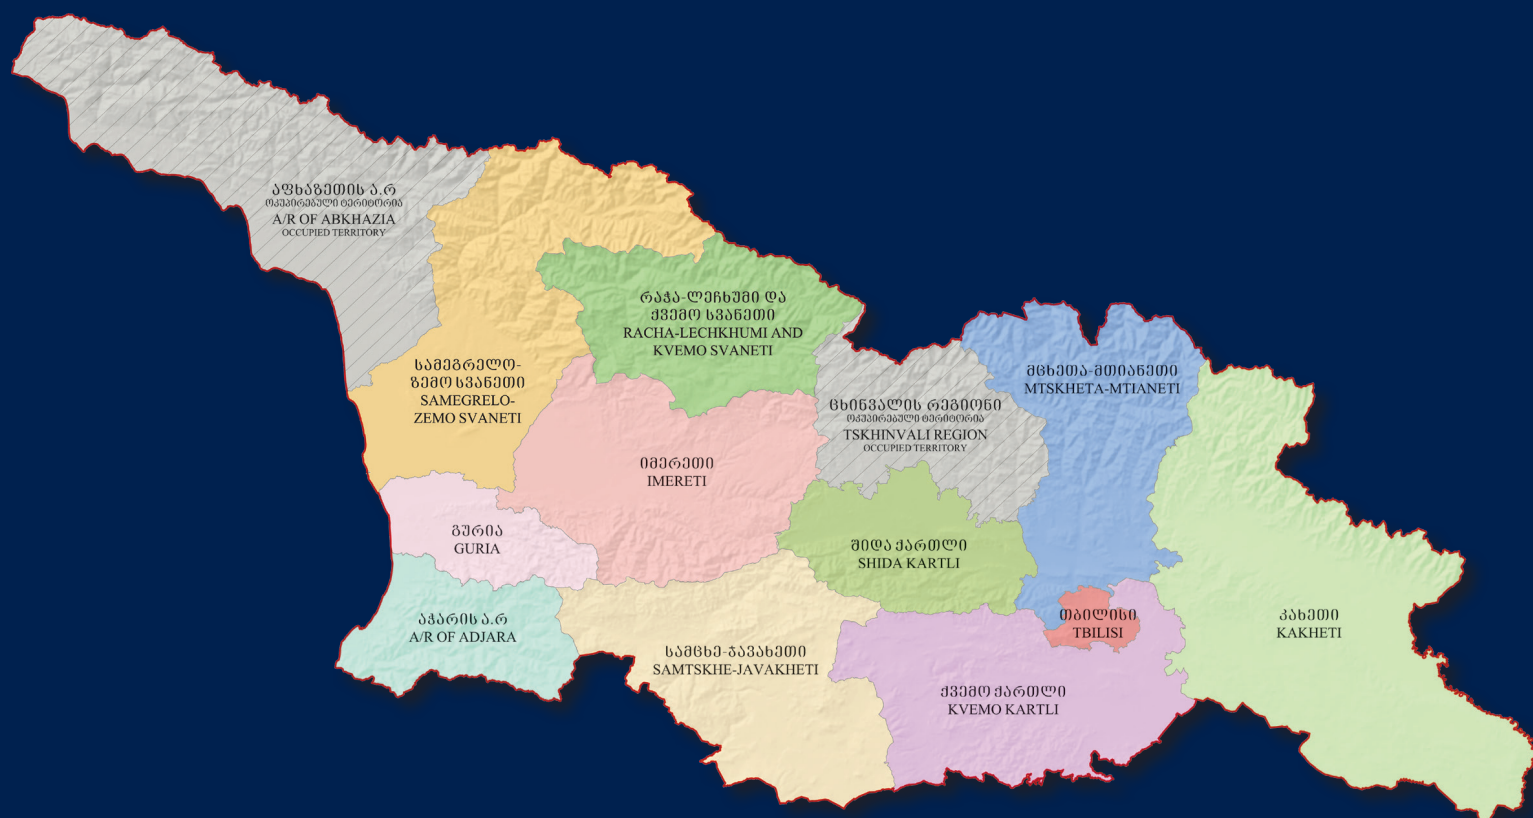 აფხაზეთის ა.რ
ოკუპირებული ტერიტორია
A/R OF ABKHAZIA
OCCUPIED TERRITORY
რაჭა-ლეჩხუმი და
ქვემო სვანეთი
RACHA-LECHKHUMI AND
KVEMO SVANETI
სამეგრელო-
ზემო სვანეთი
SAMEGRELO-
ZEMO SVANETI
მცხეთა-მთიანეთი
MTSKHETA-MTIANETI
ცხინვალის რეგიონი
ოკუპირებული ტერიტორია
TSKHINVALI REGION
OCCUPIED TERRITORY
იმერეთი
IMERETI
გურია
GURIA
შიდა ქართლი
SHIDA KARTLI
აჭარის ა.რ
A/R OF ADJARA
თბილისი
TBILISI
კახეთი
KAKHETI
სამცხე-ჯავახეთი
SAMTSKHE-JAVAKHETI
ქვემო ქართლი
KVEMO KARTLI